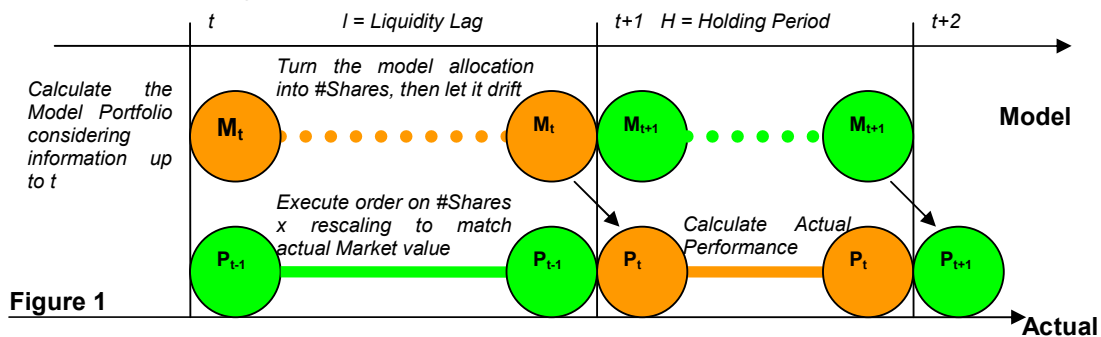 t l = Liquidity Lag t+1 H = Holding Period t+2
Calculate the
Model Portfolio
considering
information up
to t
Turn the model allocation
into #Shares, then let it drift
Mt Mt Mt+1 Mt+1
Model
Execute order on #Shares
x rescaling to match
actual Market value
Calculate Actual
Performance
Pt-1 Pt-1 Pt Pt Pt+1
Figure 1
Actual